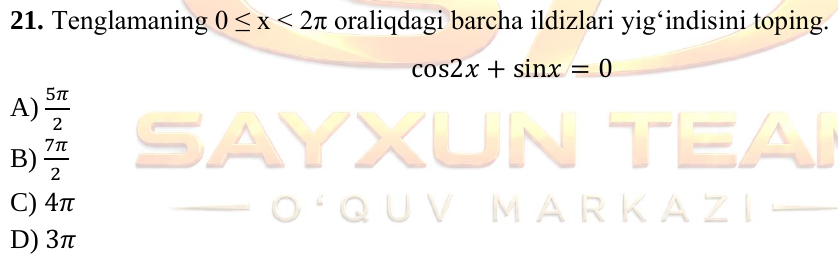 21. Tenglamaning 0 ≤ x < 2π oraliqdagi barcha ildizlari yig‘indisini toping.
cos2x + sinx = 0
A) 5π/2
B) 7π/2
C) 4π
D) 3π
SAYXUN TEAM
O‘QUV MARKAZI